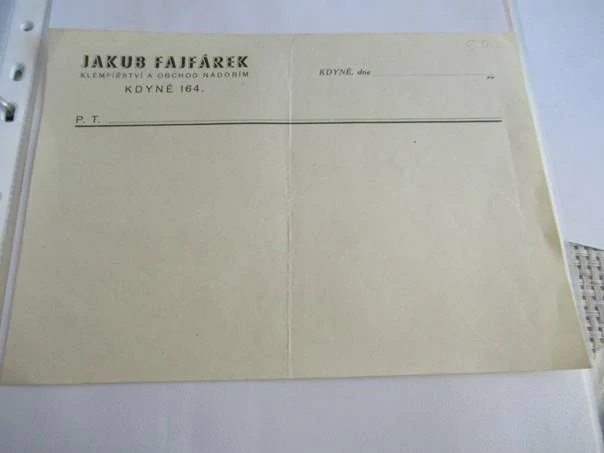 JAKUB FAJFÁREK
KLEMPÍŘSTVÍ A OBCHOD NÁDOBÍM
KDYNĚ 164.
KDYNĚ, dne
P. T.